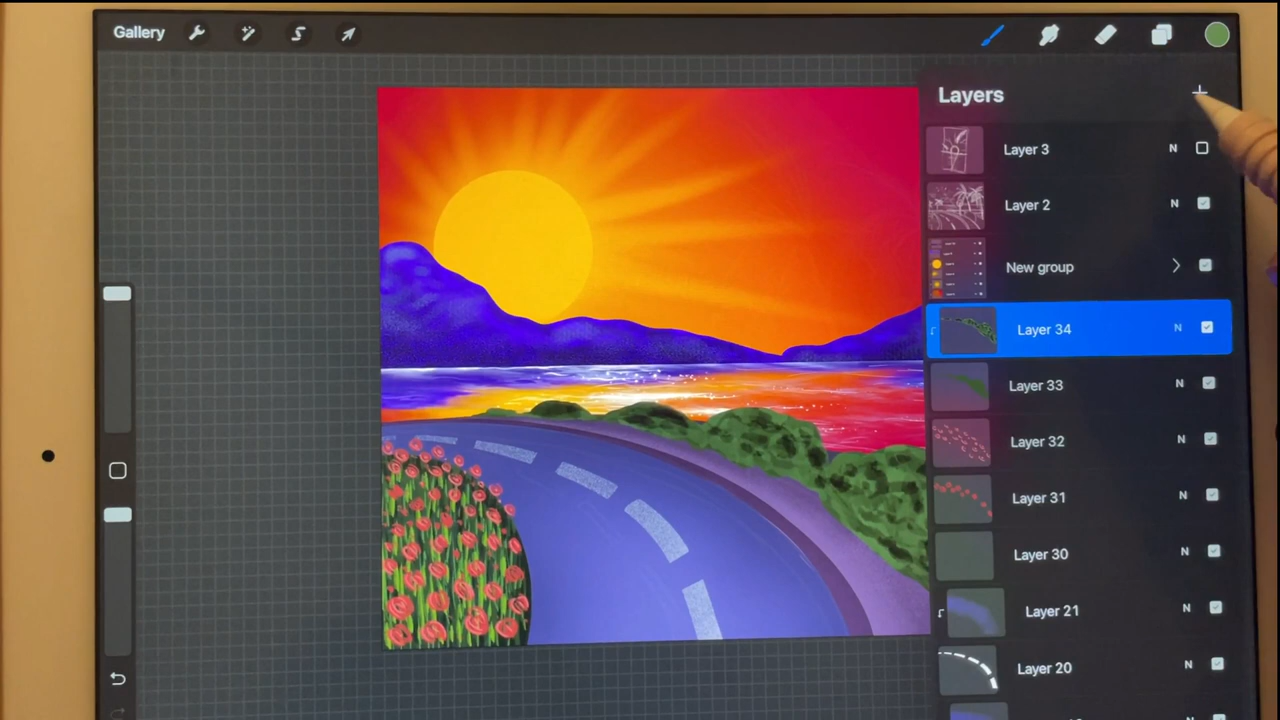 Gallery
Layers
Layer 3 N
Layer 2 N
New group
Layer 34 N
Layer 33 N
Layer 32 N
Layer 31 N
Layer 30 N
Layer 21 N
Layer 20 N